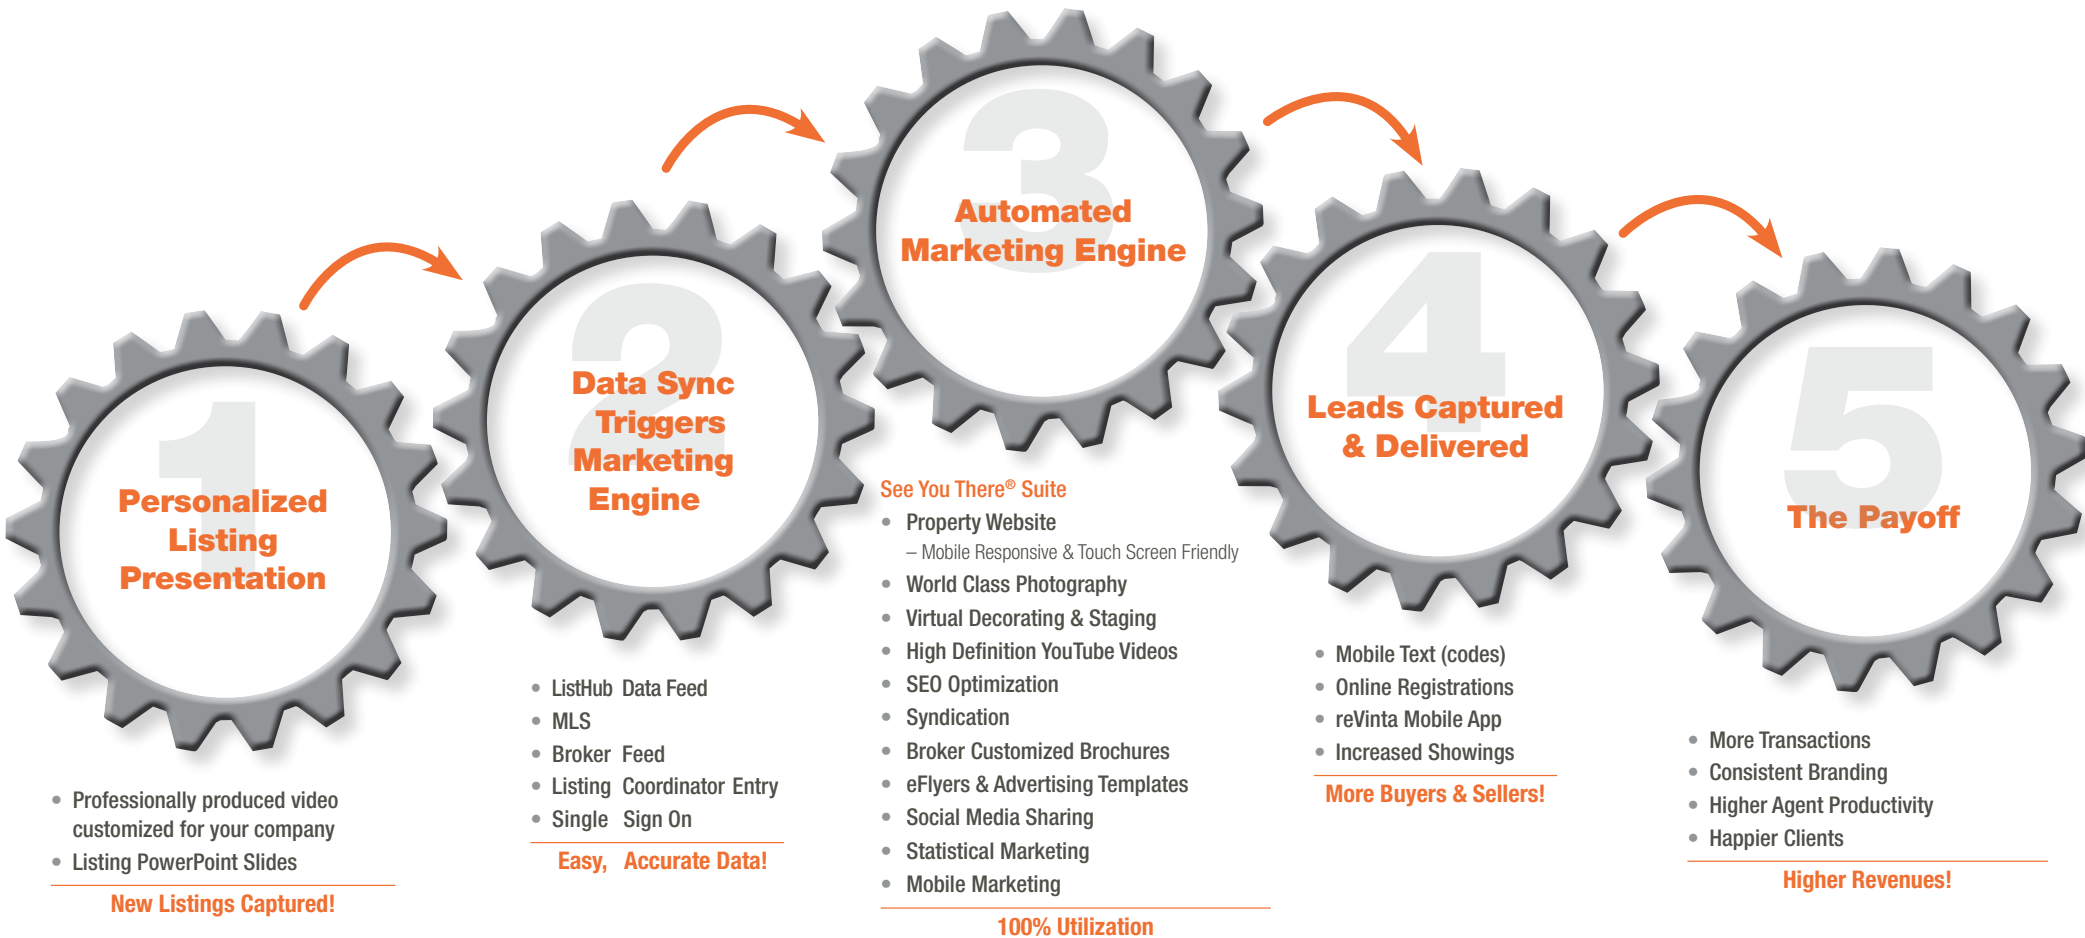 1
Personalized
Listing
Presentation
• Professionally produced video
customized for your company
• Listing PowerPoint Slides
New Listings Captured!
2
Data Sync
Triggers
Marketing
Engine
• ListHub Data Feed
• MLS
• Broker Feed
• Listing Coordinator Entry
• Single Sign On
Easy, Accurate Data!
3
Automated
Marketing Engine
See You There® Suite
• Property Website
– Mobile Responsive & Touch Screen Friendly
• World Class Photography
• Virtual Decorating & Staging
• High Definition YouTube Videos
• SEO Optimization
• Syndication
• Broker Customized Brochures
• eFlyers & Advertising Templates
• Social Media Sharing
• Statistical Marketing
• Mobile Marketing
100% Utilization
4
Leads Captured
& Delivered
• Mobile Text (codes)
• Online Registrations
• reVinta Mobile App
• Increased Showings
More Buyers & Sellers!
5
The Payoff
• More Transactions
• Consistent Branding
• Higher Agent Productivity
• Happier Clients
Higher Revenues!